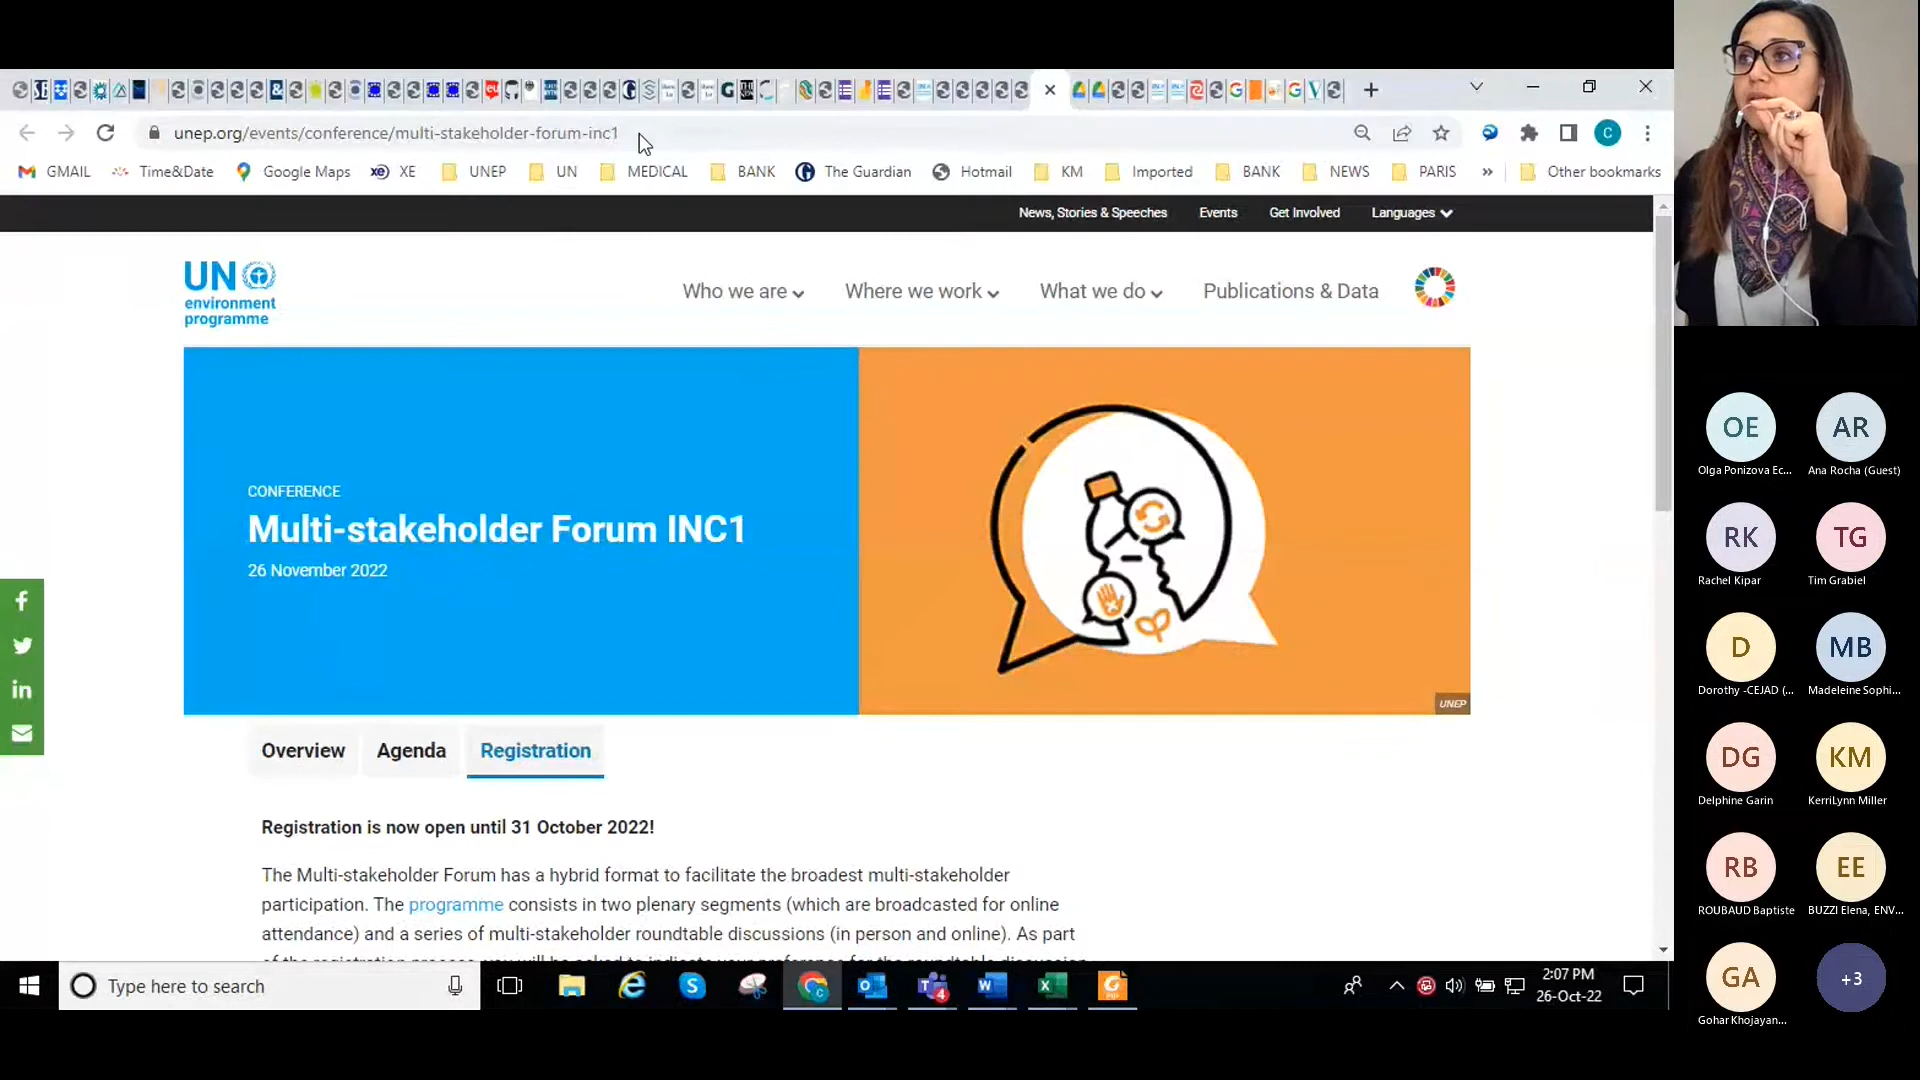 unep.org/events/conference/multi-stakeholder-forum-inc1
C
GMAIL
Time&Date
Google Maps
XE
UNEP
UN
MEDICAL
BANK
The Guardian
Hotmail
KM
Imported
BANK
NEWS
PARIS
»
Other bookmarks
News, Stories & Speeches
Events
Get Involved
Languages
UN
environment
programme
Who we are
Where we work
What we do
Publications & Data
CONFERENCE
Multi-stakeholder Forum INC1
26 November 2022
UNEP
Overview
Agenda
Registration
Registration is now open until 31 October 2022!
The Multi-stakeholder Forum has a hybrid format to facilitate the broadest multi-stakeholder
participation. The programme consists in two plenary segments (which are broadcasted for online
attendance) and a series of multi-stakeholder roundtable discussions (in person and online). As part
Type here to search
4
2:07 PM
26-Oct-22
OE
Olga Ponizova Ec...
AR
Ana Rocha (Guest)
RK
Rachel Kipar
TG
Tim Grabiel
D
Dorothy -CEJAD (...
MB
Madeleine Sophi...
DG
Delphine Garin
KM
KerriLynn Miller
RB
ROUBAUD Baptiste
EE
BUZZI Elena, ENV...
GA
Gohar Khojayan...
+3